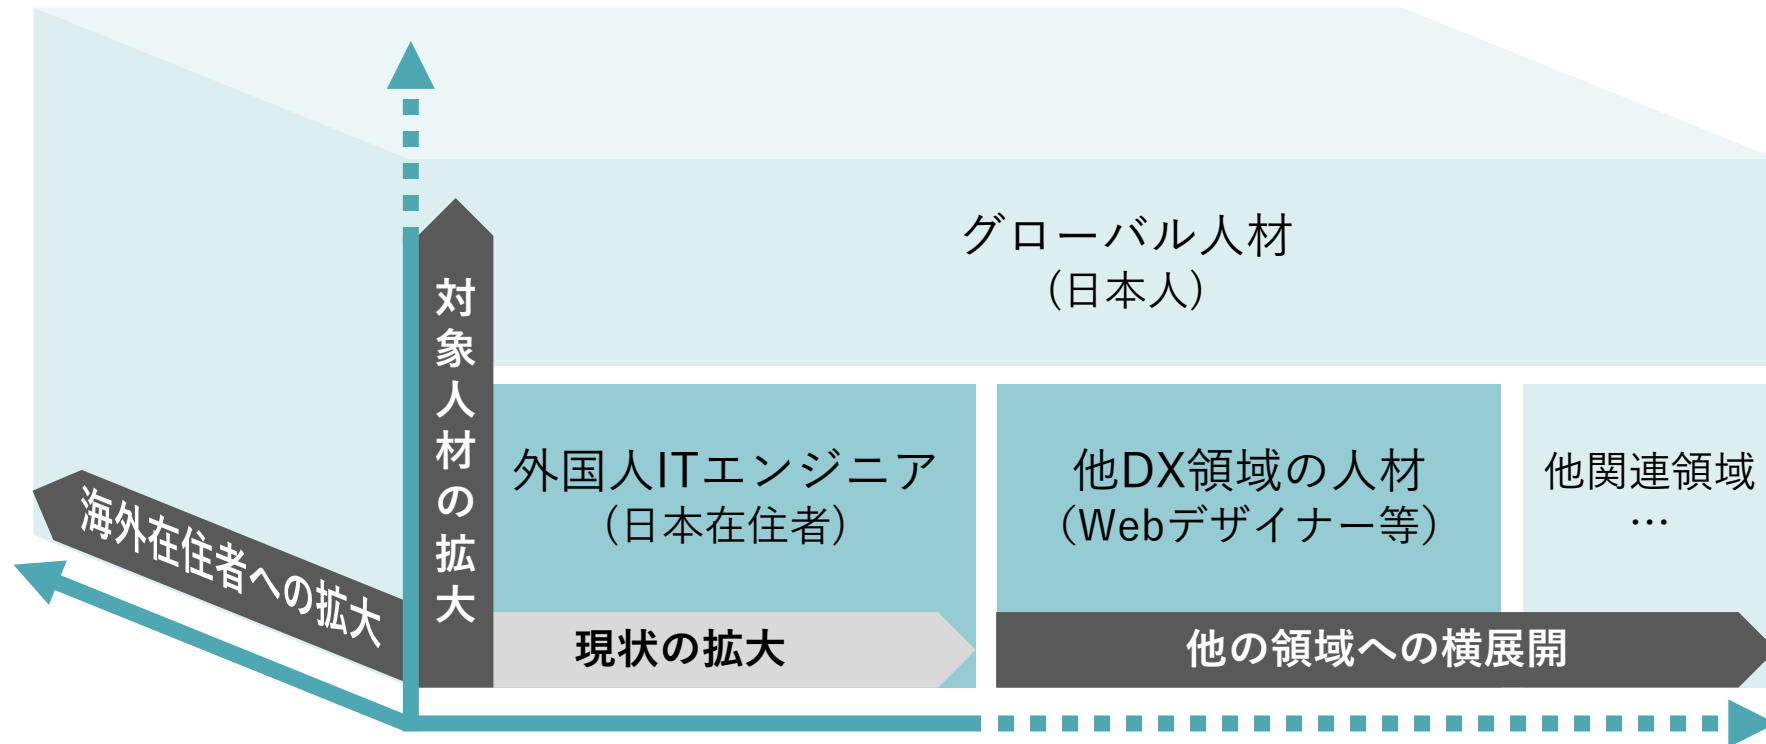 グローバル人材
（日本人）
対象人材の拡大
外国人ITエンジニア
（日本在住者）
他DX領域の人材
（Webデザイナー等）
他関連領域
…
海外在住者への拡大
現状の拡大
他の領域への横展開